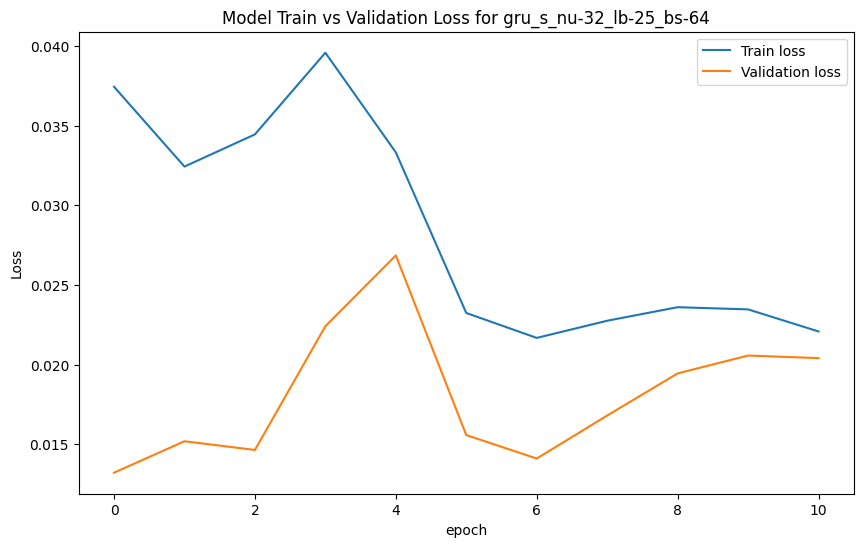 Model Train vs Validation Loss for gru_s_nu-32_lb-25_bs-64
Train loss
Validation loss
0.040
0.035
0.030
0.025
0.020
0.015
Loss
0 2 4 6 8 10
epoch